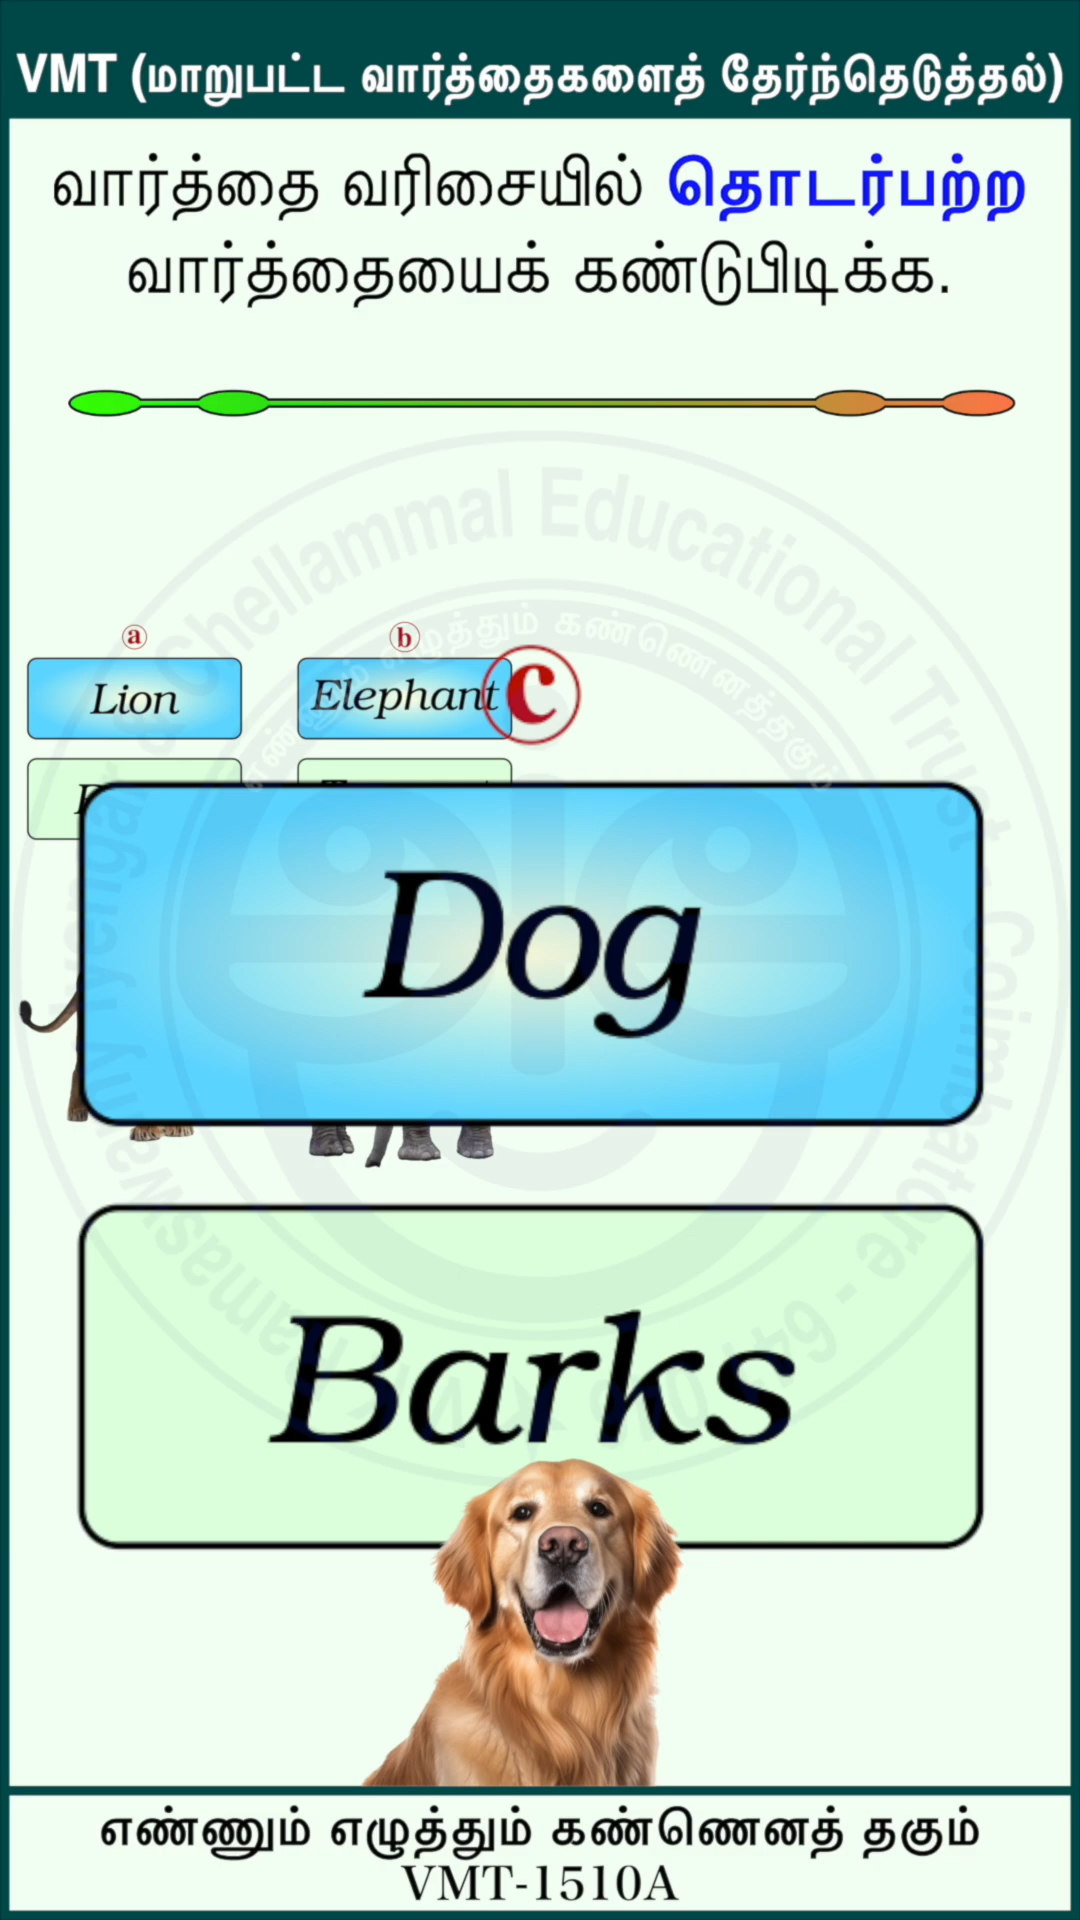 VMT (மாறுபட்ட வார்த்தைகளைத் தேர்ந்தெடுத்தல்)
வார்த்தை வரிசையில் தொடர்பற்ற
வார்த்தையைக் கண்டுபிடிக்க.
a
b
c
Lion
Elephant
Dog
Barks
எண்ணும் எழுத்தும் கண்ணெனத் தகும்
VMT-1510A